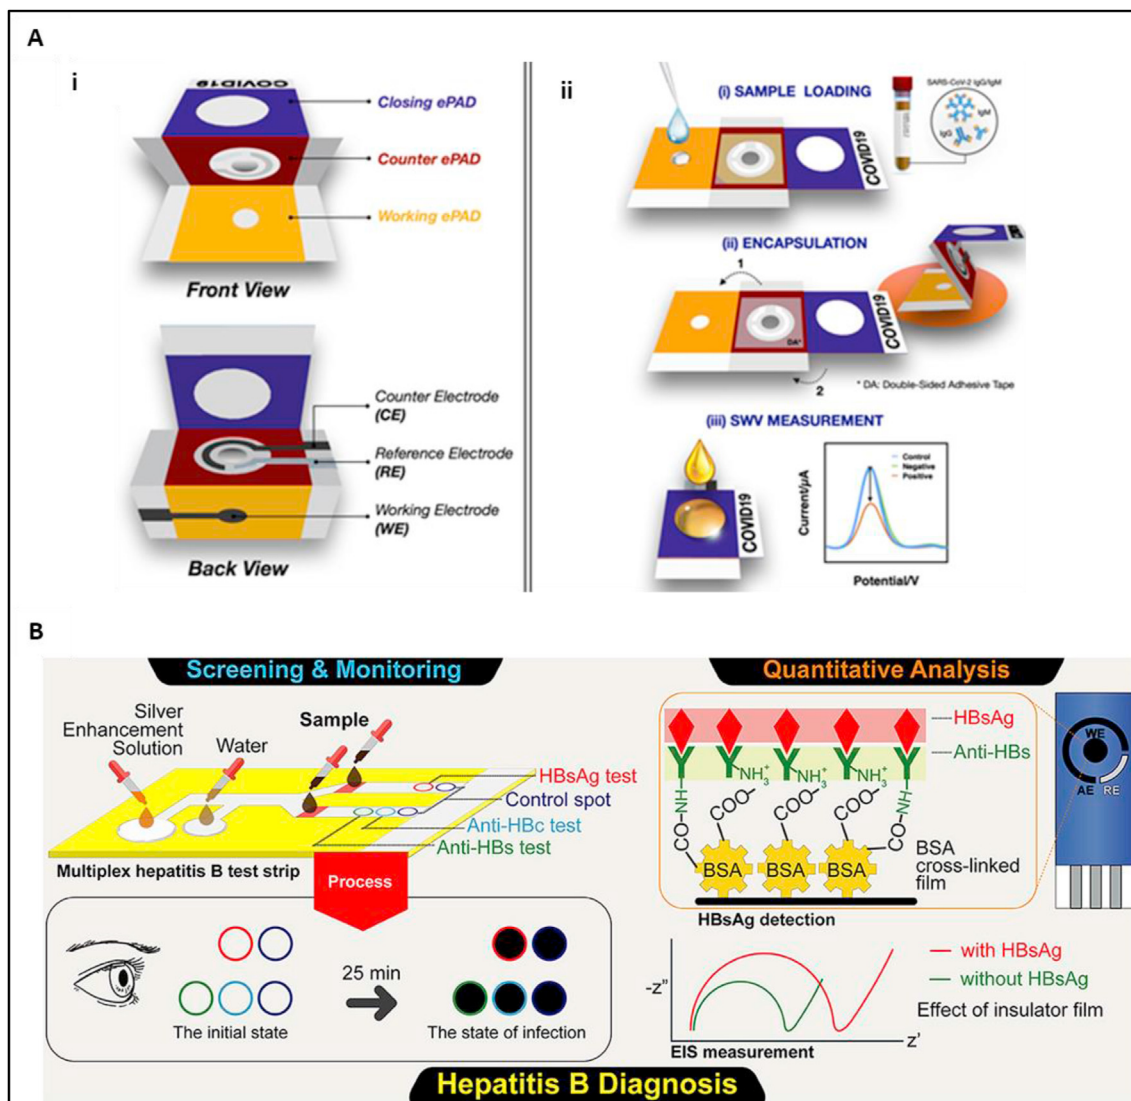 A
i
COVID19
Closing ePAD
Counter ePAD
Working ePAD
Front View
Counter Electrode
(CE)
Reference Electrode
(RE)
Working Electrode
(WE)
Back View
ii
(i) SAMPLE LOADING
SARS-CoV-2 IgG/IgM
IgM
IgG
COVID19
(ii) ENCAPSULATION
1
COVID19
DA*
2
* DA: Double-Sided Adhesive Tape
(iii) SWV MEASUREMENT
COVID19
Control
Negative
Positive
Current/µA
Potential/V
B
Screening & Monitoring
Silver
Enhancement
Solution
Water
Sample
HBsAg test
Control spot
Anti-HBc test
Anti-HBs test
Multiplex hepatitis B test strip
Process
25 min
The initial state
The state of infection
Quantitative Analysis
HBsAg
Anti-HBs
NH₃⁺
NH₃⁺
NH₃⁺
NH
NH
COO-
COO-
COO-
CO-
CO-
BSA
BSA
BSA
BSA
cross-linked
film
HBsAg detection
WE
AE
RE
-z"
with HBsAg
without HBsAg
Effect of insulator film
z'
EIS measurement
Hepatitis B Diagnosis